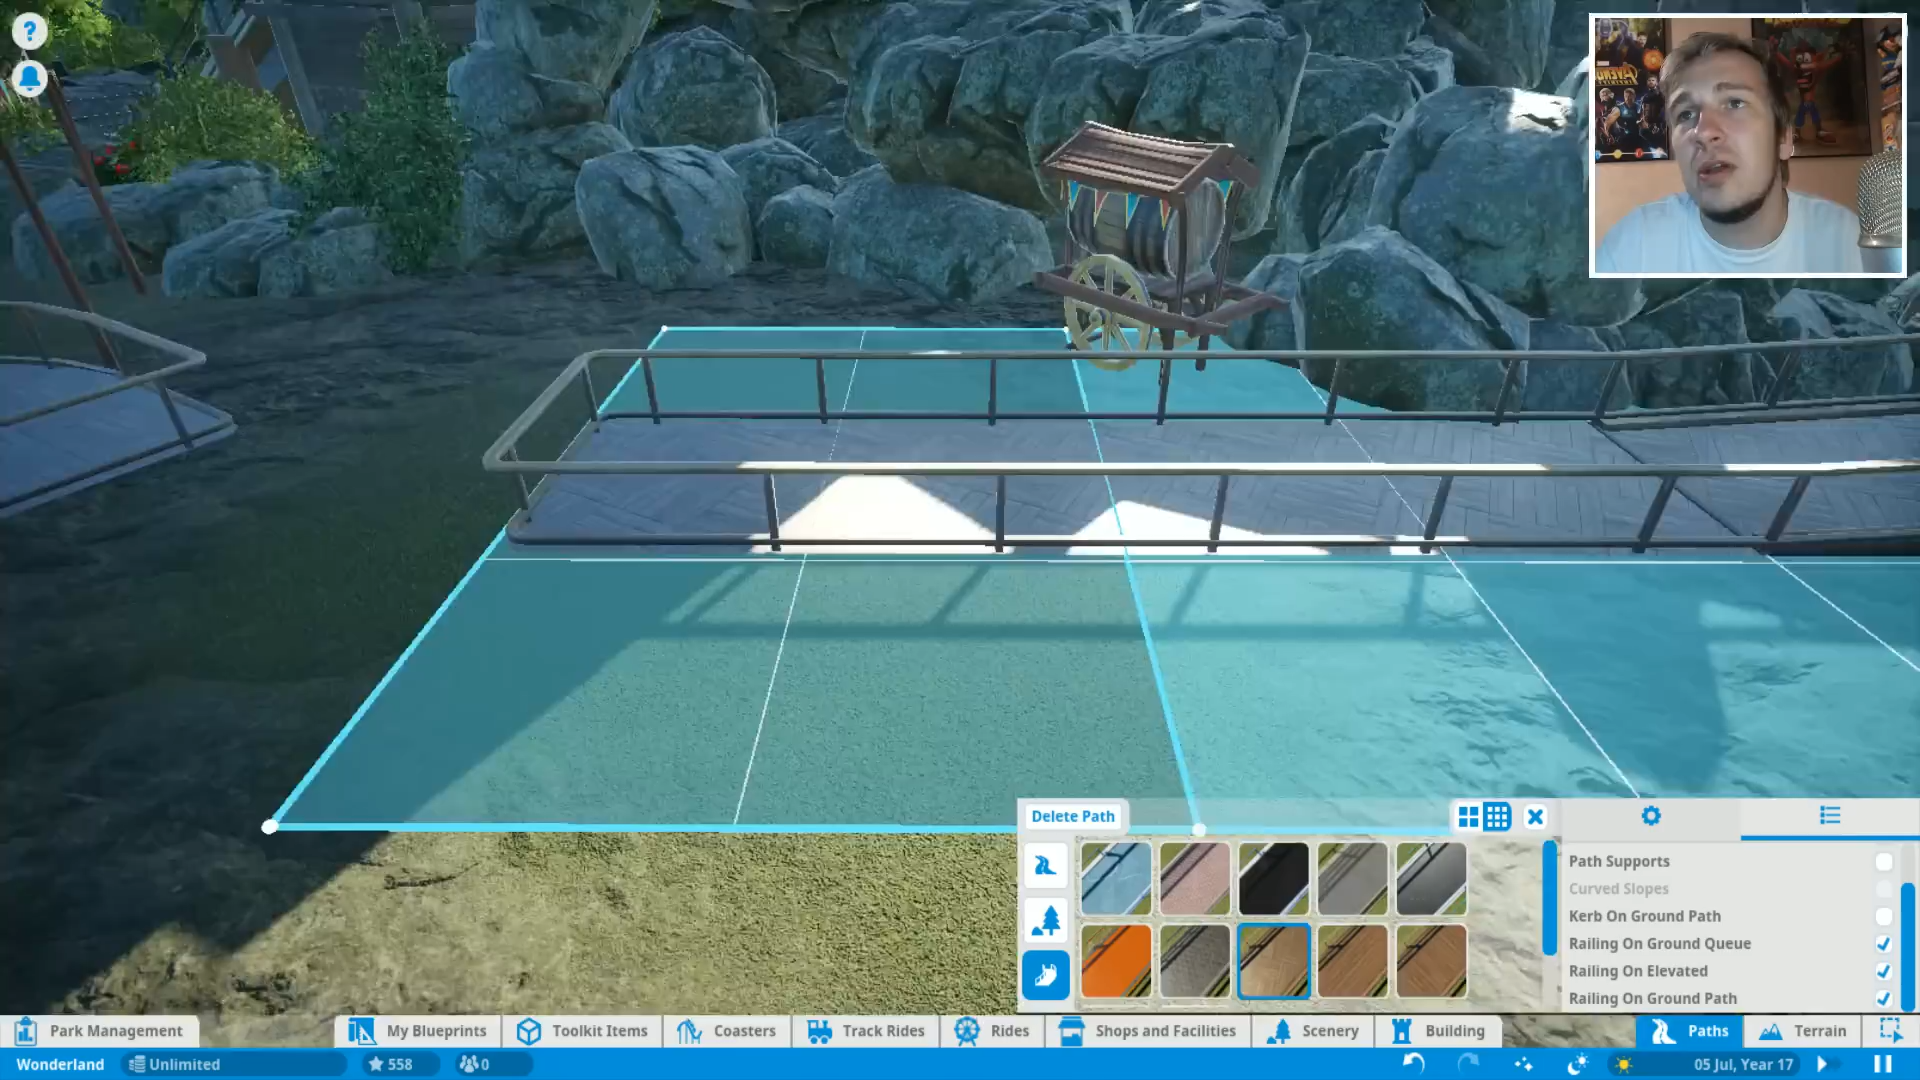 ?
AVENGERS
Delete Path
Path Supports
Curved Slopes
Kerb On Ground Path
Railing On Ground Queue
Railing On Elevated
Railing On Ground Path
Park Management
My Blueprints
Toolkit Items
Coasters
Track Rides
Rides
Shops and Facilities
Scenery
Building
Paths
Terrain
Wonderland
Unlimited
558
0
05 Jul, Year 17